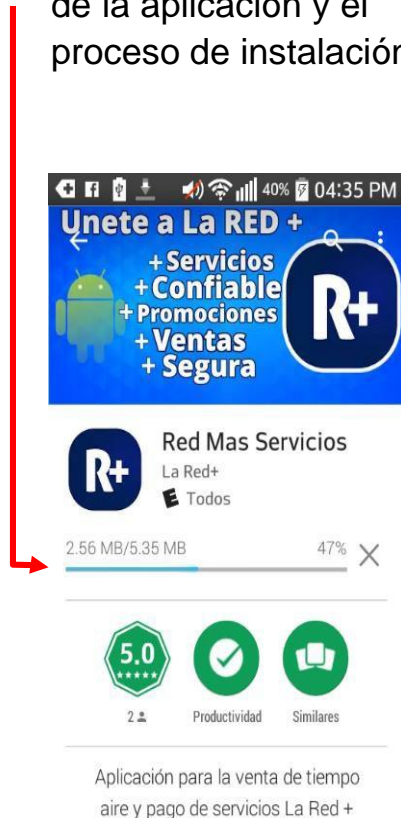 de la aplicación y el
proceso de instalación
40% 04:35 PM
Unete a La RED +
+Servicios
+Confiable
+Promociones
+Ventas
+ Segura
R+
R+
Red Mas Servicios
La Red+
E Todos
2.56 MB/5.35 MB 47%
5.0
2 Productividad Similares
Aplicación para la venta de tiempo
aire y pago de servicios La Red +